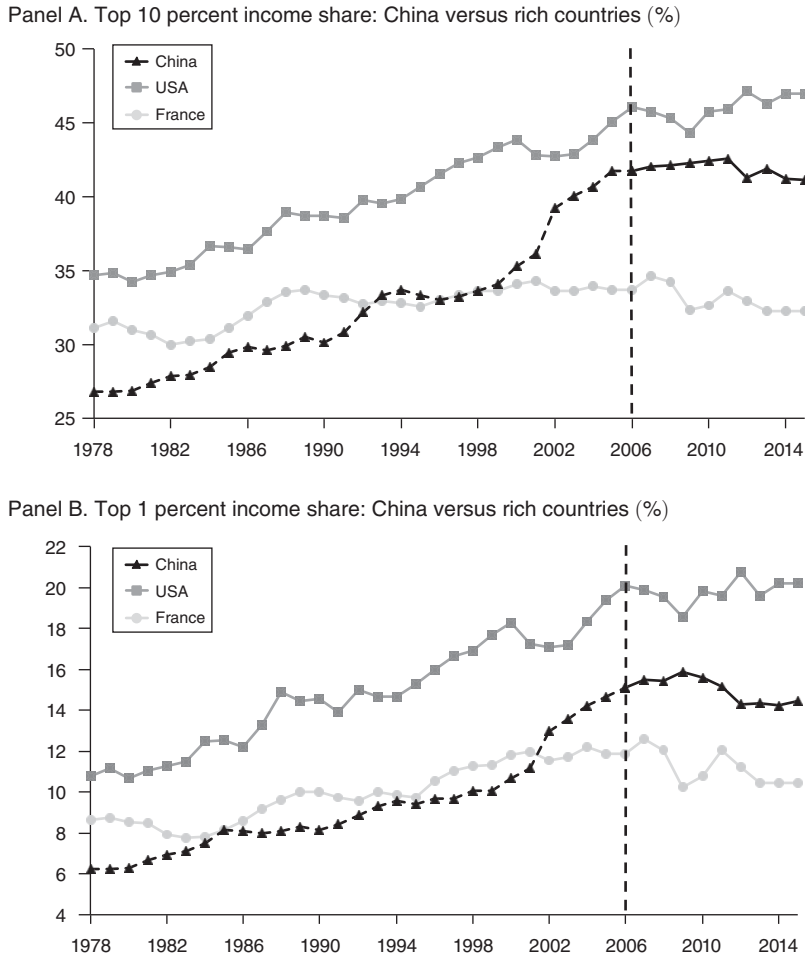 Panel A. Top 10 percent income share: China versus rich countries (%)
50
45
40
35
30
25
China
USA
France
1978 1982 1986 1990 1994 1998 2002 2006 2010 2014
Panel B. Top 1 percent income share: China versus rich countries (%)
22
20
18
16
14
12
10
8
6
4
China
USA
France
1978 1982 1986 1990 1994 1998 2002 2006 2010 2014